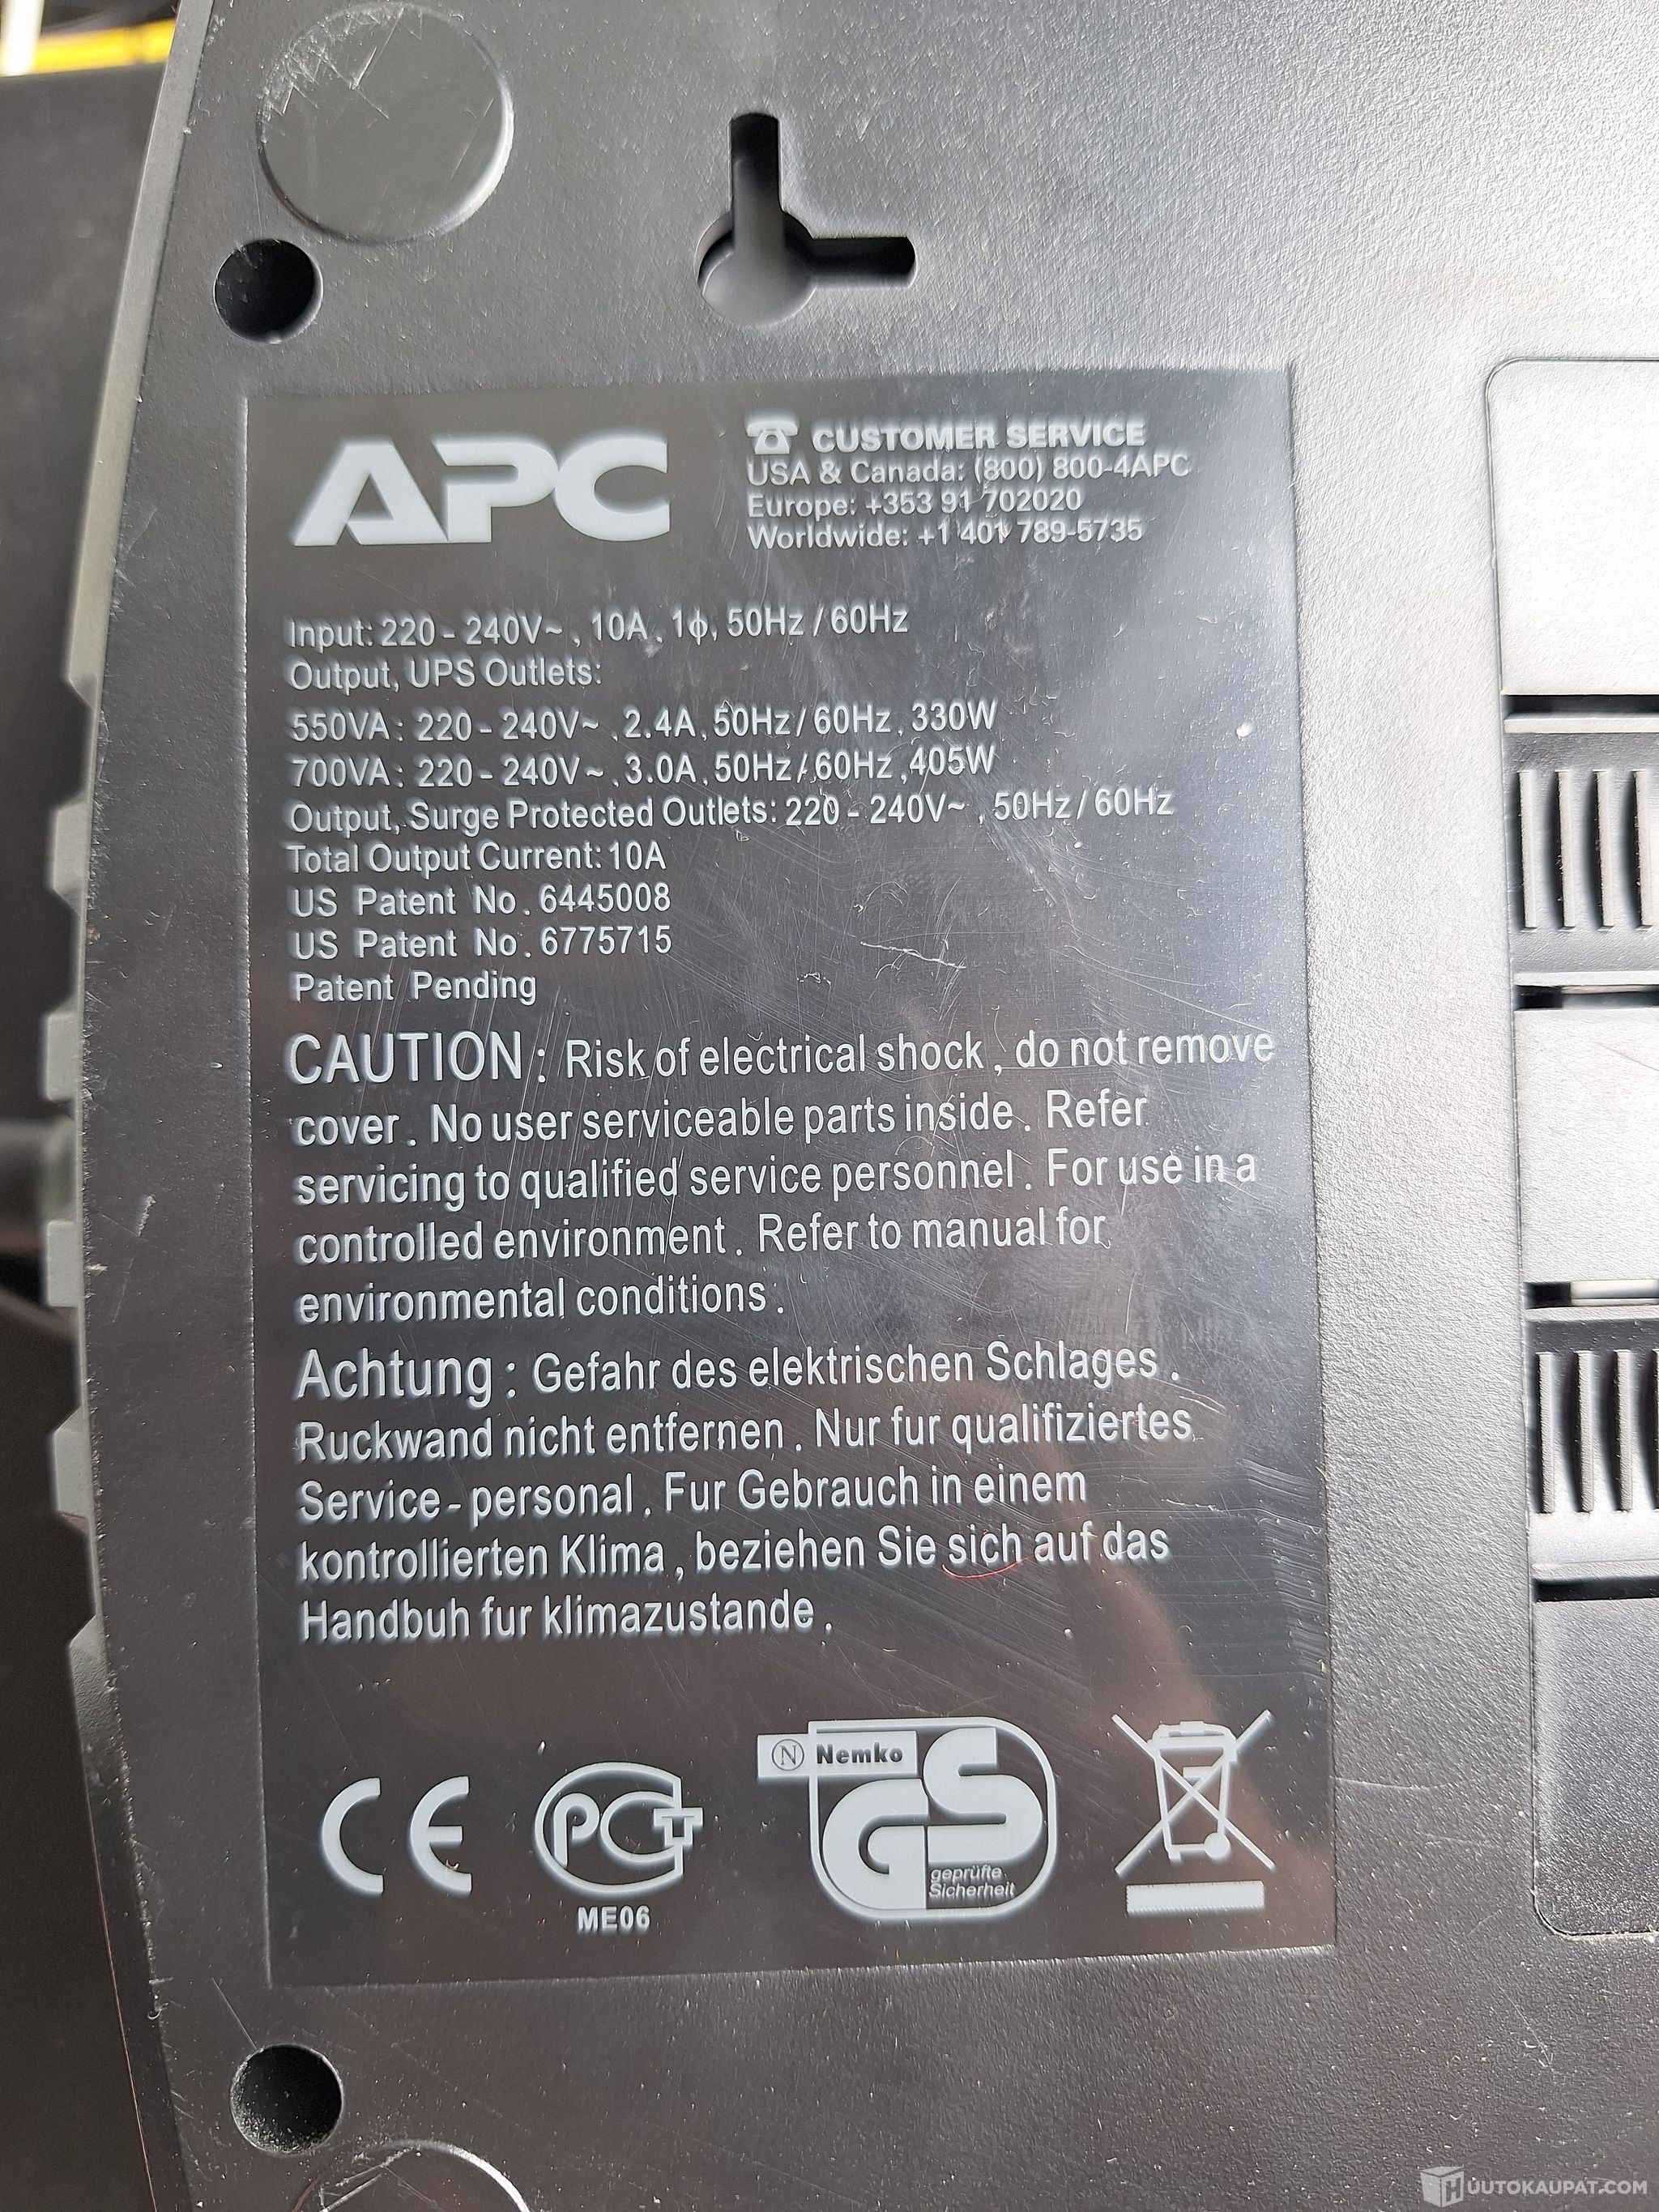 APC
CUSTOMER SERVICE
USA & Canada: (800) 800-4APC
Europe: +353 91 702020
Worldwide: +1 401 789-5735
Input: 220 - 240V~ , 10A , 1ϕ, 50Hz / 60Hz
Output, UPS Outlets:
550VA : 220 - 240V~ , 2.4A , 50Hz / 60Hz , 330W
700VA : 220 - 240V ~ , 3.0A , 50Hz / 60Hz , 405W
Output, Surge Protected Outlets: 220 - 240V~ , 50Hz / 60Hz
Total Output Current: 10A
US Patent No. 6445008
US Patent No. 6775715
Patent Pending
CAUTION : Risk of electrical shock , do not remove
cover . No user serviceable parts inside . Refer
servicing to qualified service personnel . For use in a
controlled environment . Refer to manual for
environmental conditions .
Achtung : Gefahr des elektrischen Schlages .
Ruckwand nicht entfernen . Nur fur qualifiziertes
Service - personal . Fur Gebrauch in einem
kontrollierten Klima , beziehen Sie sich auf das
Handbuh fur klimazustande .
CE
PCT
ME06
N Nemko
GS
geprüfte
Sicherheit
HUUTOKAUPAT.COM